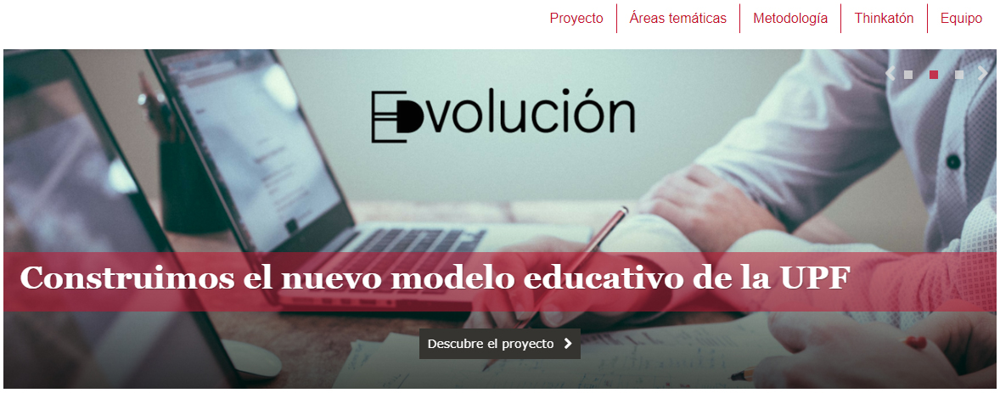 Proyecto
Áreas temáticas
Metodología
Thinkatón
Equipo
EDvolución
Construimos el nuevo modelo educativo de la UPF
Descubre el proyecto